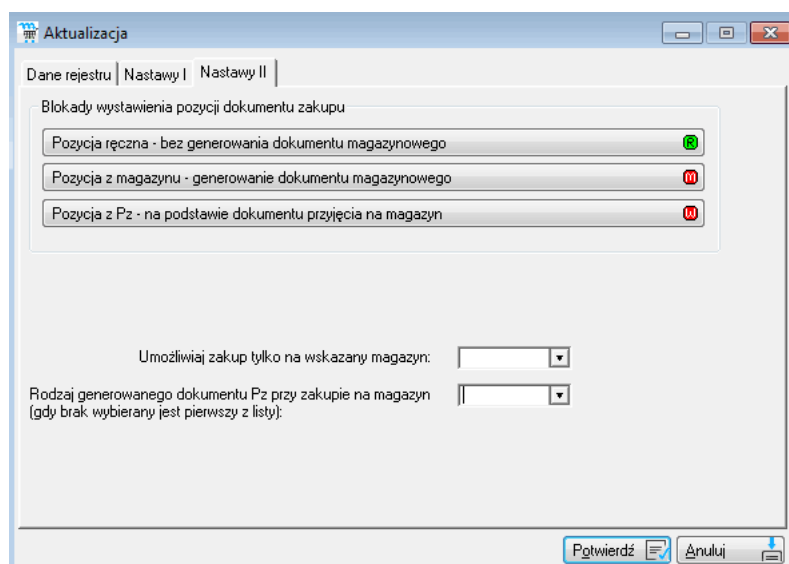 Aktualizacja
Dane rejestru Nastawy I Nastawy II
Blokady wystawienia pozycji dokumentu zakupu
Pozycja ręczna - bez generowania dokumentu magazynowego R
Pozycja z magazynu - generowanie dokumentu magazynowego M
Pozycja z Pz - na podstawie dokumentu przyjęcia na magazyn W
Umożliwiaj zakup tylko na wskazany magazyn:
Rodzaj generowanego dokumentu Pz przy zakupie na magazyn
(gdy brak wybierany jest pierwszy z listy):
Potwierdź Anuluj